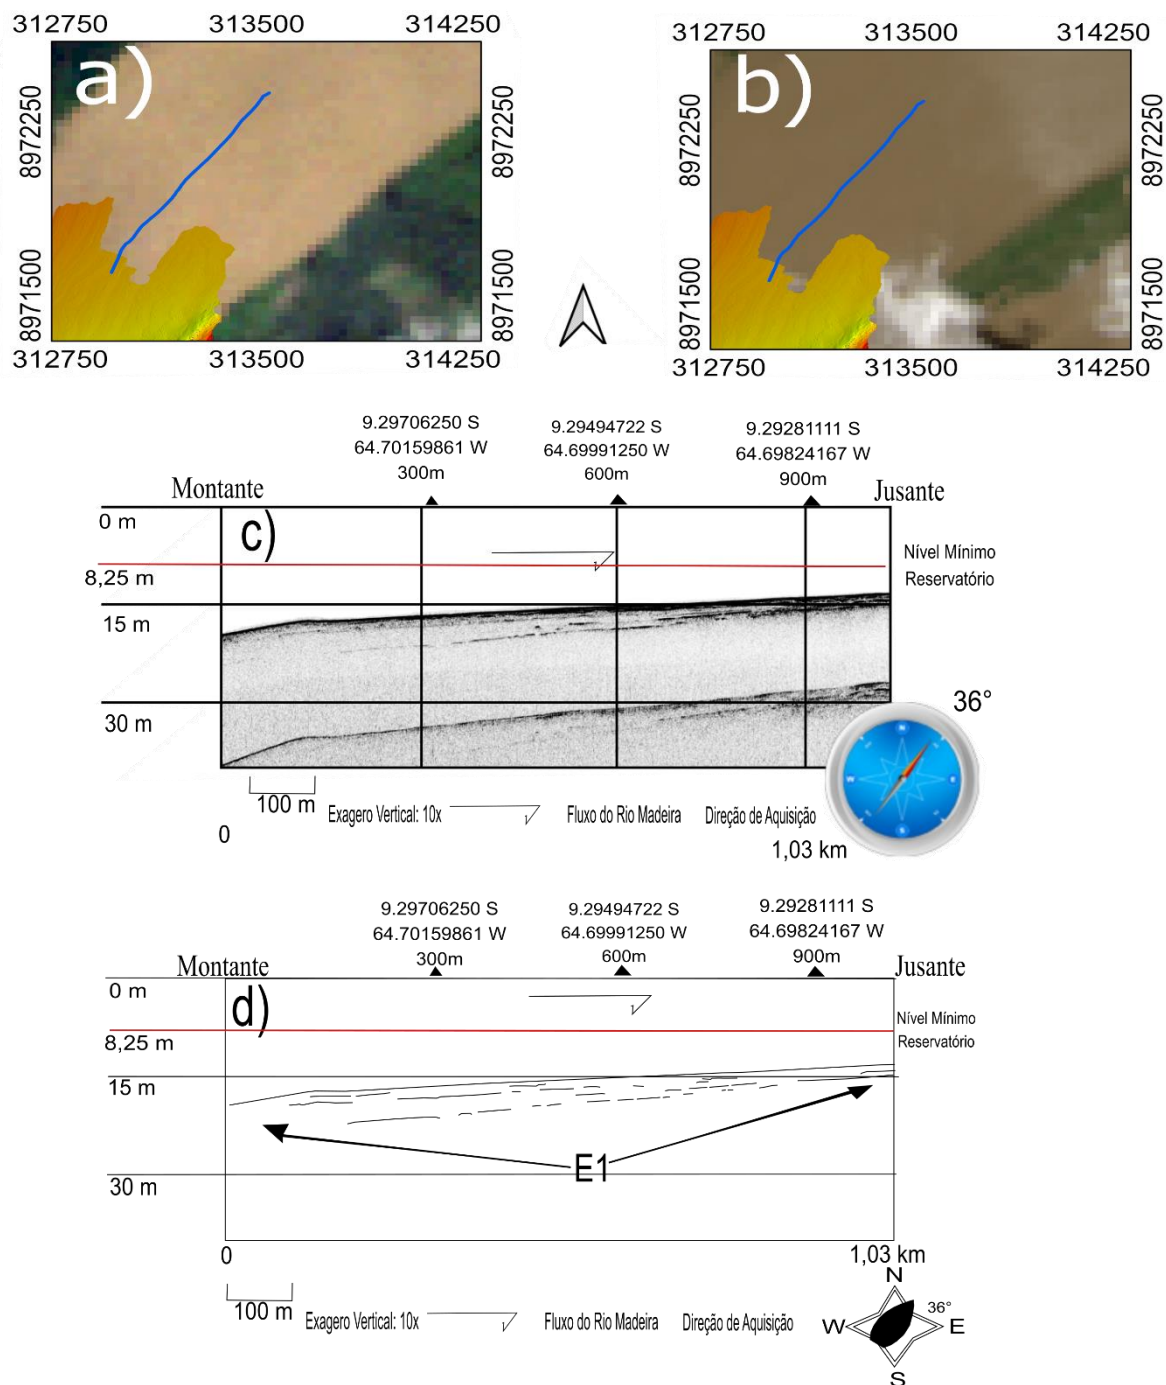 312750 313500 314250
a)
8972250 8972250
8971500 8971500
312750 313500 314250
312750 313500 314250
b)
8972250 8972250
8971500 8971500
312750 313500 314250
9.29706250 S
64.70159861 W
300m
9.29494722 S
64.69991250 W
600m
9.29281111 S
64.69824167 W
900m
Montante
Jusante
c)
0 m
8,25 m
15 m
30 m
Nível Mínimo
Reservatório
36°
N
E
S
W
100 m
Exagero Vertical: 10x
Fluxo do Rio Madeira
Direção de Aquisição
0
1,03 km
9.29706250 S
64.70159861 W
300m
9.29494722 S
64.69991250 W
600m
9.29281111 S
64.69824167 W
900m
Montante
Jusante
d)
0 m
8,25 m
15 m
30 m
Nível Mínimo
Reservatório
E1
0
1,03 km
100 m
Exagero Vertical: 10x
Fluxo do Rio Madeira
Direção de Aquisição
N
36°
W
E
S